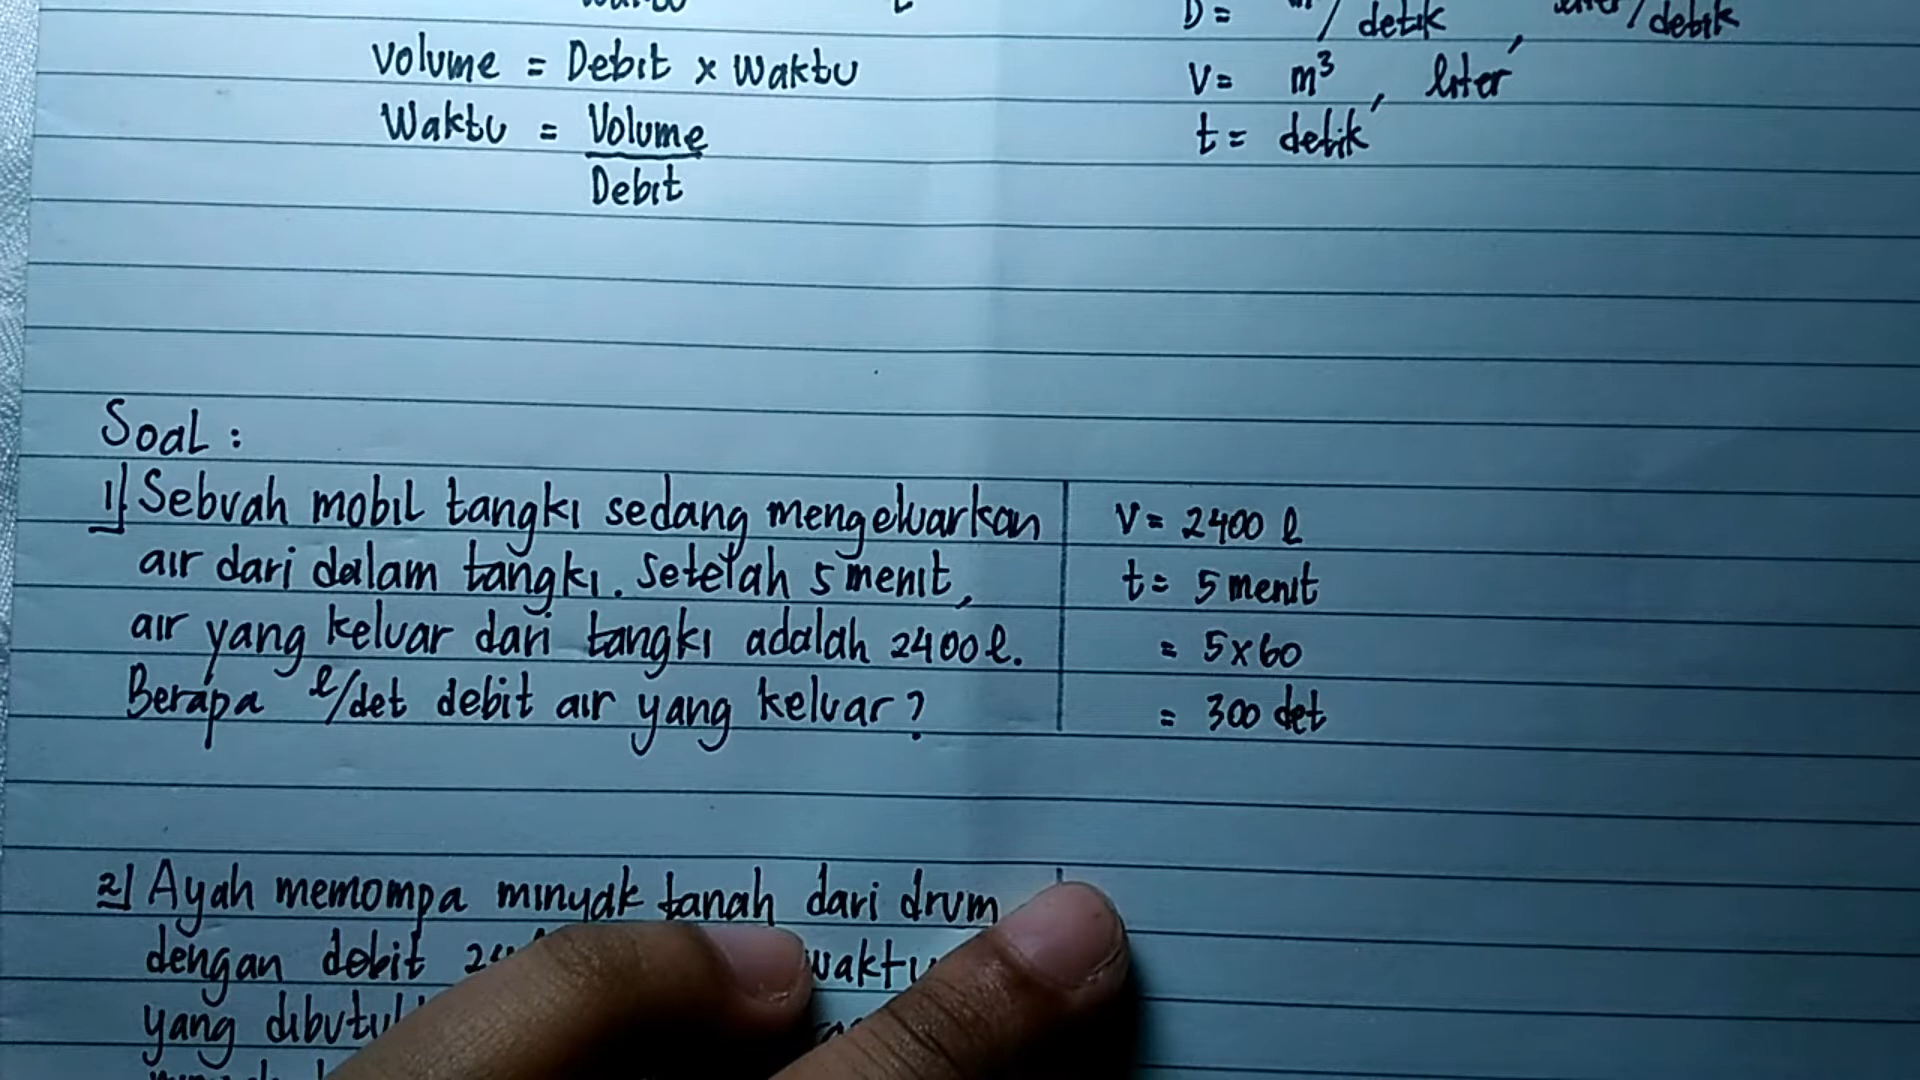 D = m/detik, liter/detik
Volume = Debit x Waktu
V = m³, liter
Waktu = Volume
Debit
t = detik
Soal :
1] Sebuah mobil tangki sedang mengeluarkan
air dari dalam tangki. Setelah 5 menit,
air yang keluar dari tangki adalah 2400 ℓ.
Berapa ℓ/det debit air yang keluar?
V = 2400 ℓ
t = 5 menit
= 5x60
= 300 det
2] Ayah memompa minyak tanah dari drum
dengan debit waktu
yang